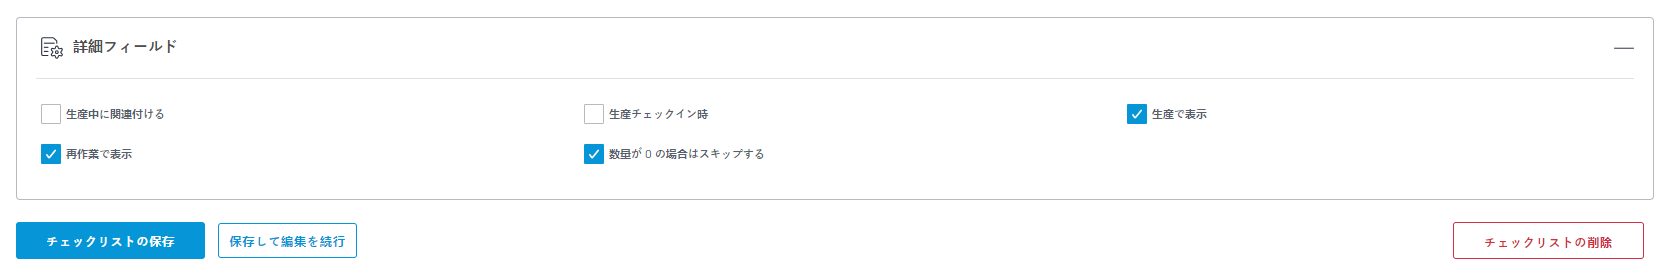 詳細フィールド
生産中に関連付ける
生産チェックイン時
生産で表示
再作業で表示
数量が 0 の場合はスキップする
チェックリストの保存
保存して編集を続行
チェックリストの削除